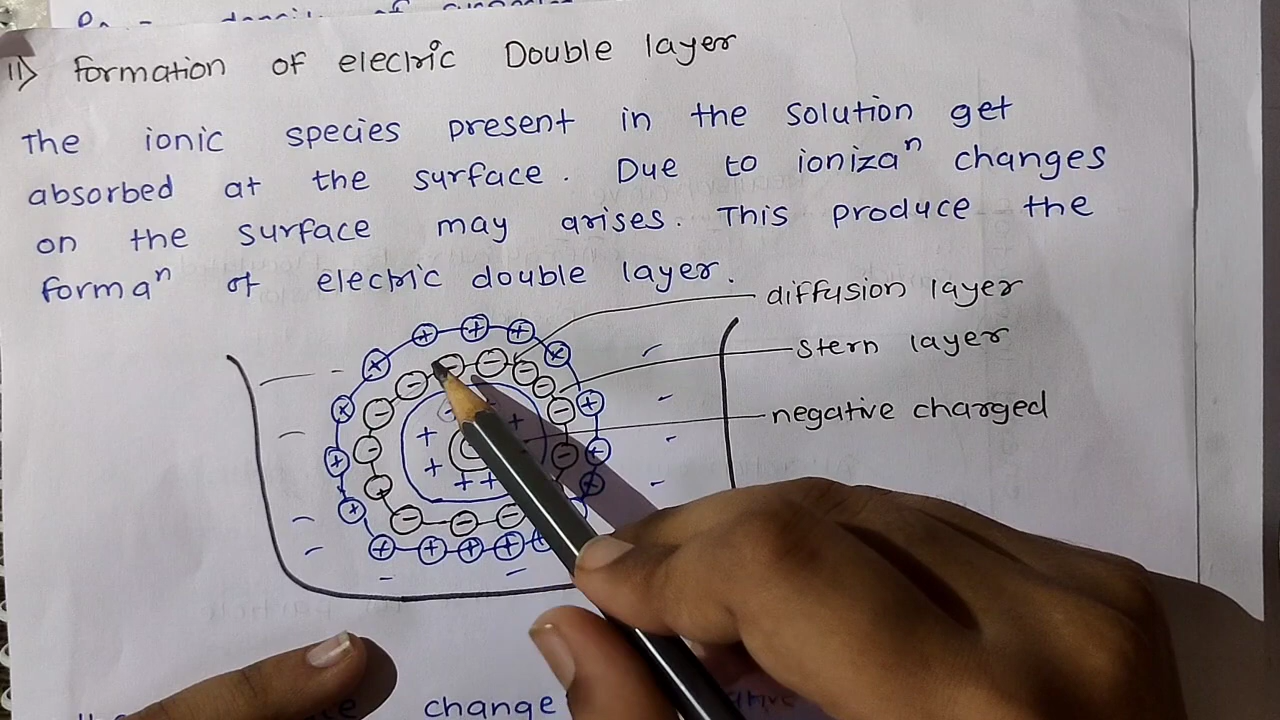 11) Formation of electric Double layer
The ionic species present in the solution get
absorbed at the surface. Due to ionizaⁿ changes
on the surface may arises. This produce the
formaⁿ of electric double layer.
diffusion layer
stern layer
negative charged
change